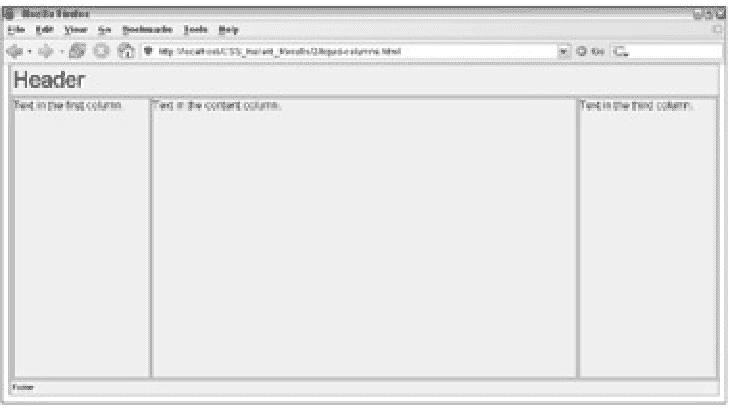 Mozilla Firefox
File Edit View Go Bookmarks Tools Help
Go
Header
Text in the first column.
Text in the content column.
Text in the third column.
Footer